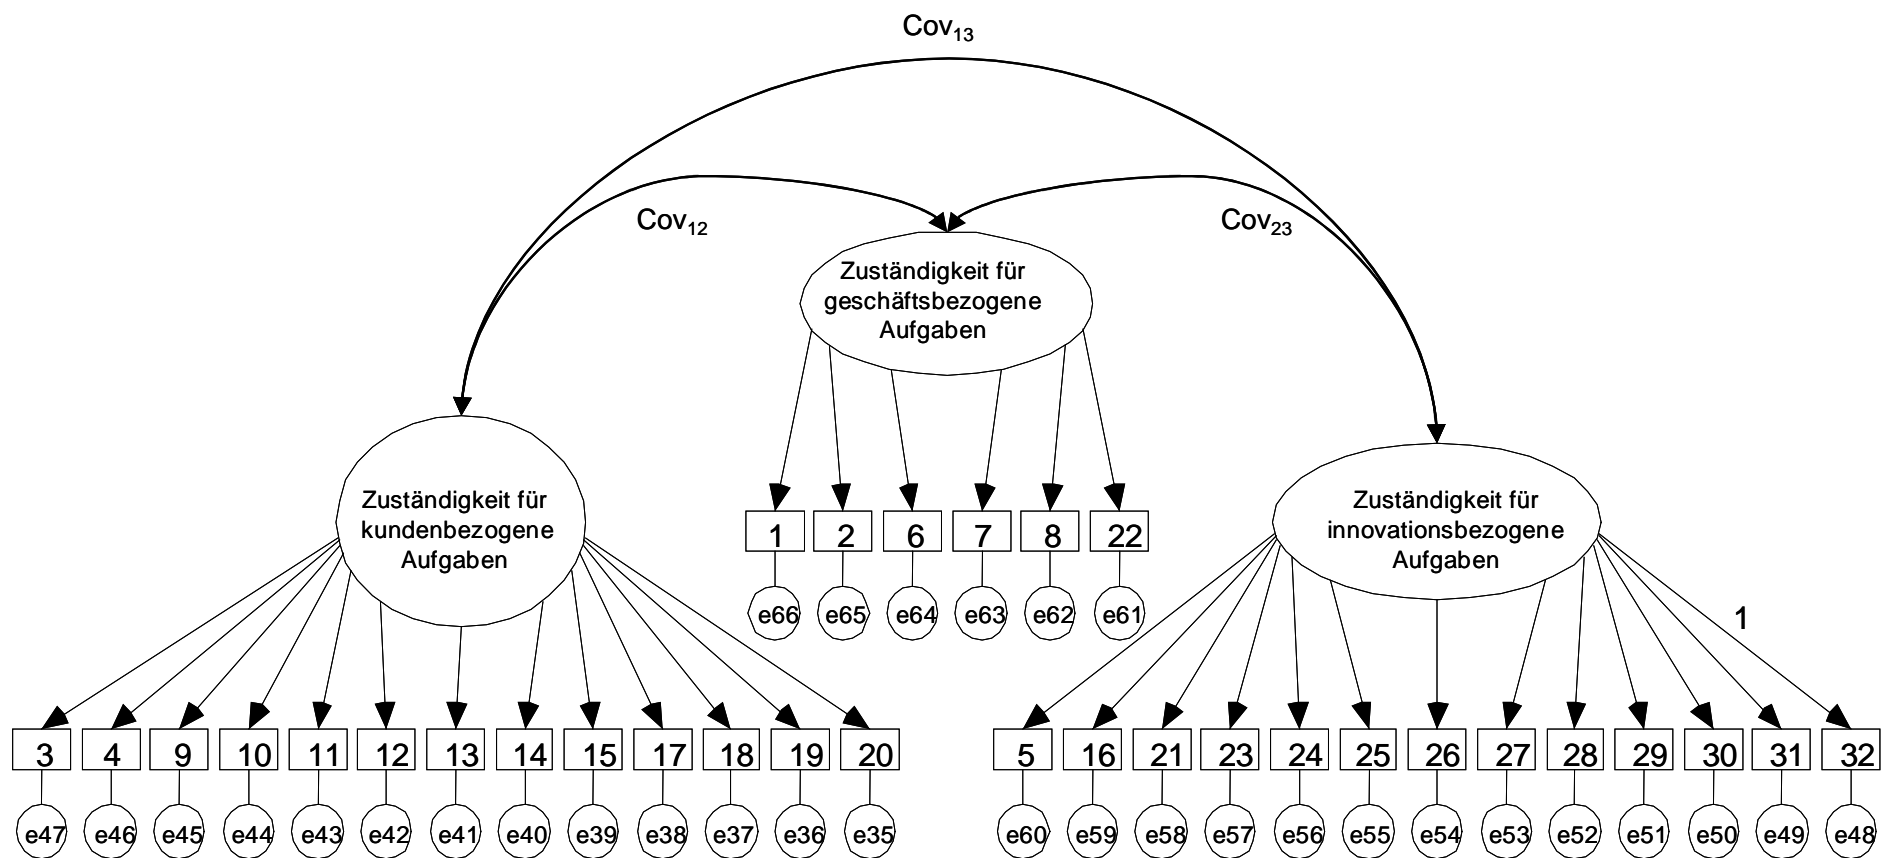 Cov13
Cov12
Cov23
Zuständigkeit für
geschäftsbezogene
Aufgaben
Zuständigkeit für
kundenbezogene
Aufgaben
Zuständigkeit für
innovationsbezogene
Aufgaben
1 2 6 7 8 22
e66 e65 e64 e63 e62 e61
1
3 4 9 10 11 12 13 14 15 17 18 19 20
5 16 21 23 24 25 26 27 28 29 30 31 32
e47 e46 e45 e44 e43 e42 e41 e40 e39 e38 e37 e36 e35
e60 e59 e58 e57 e56 e55 e54 e53 e52 e51 e50 e49 e48